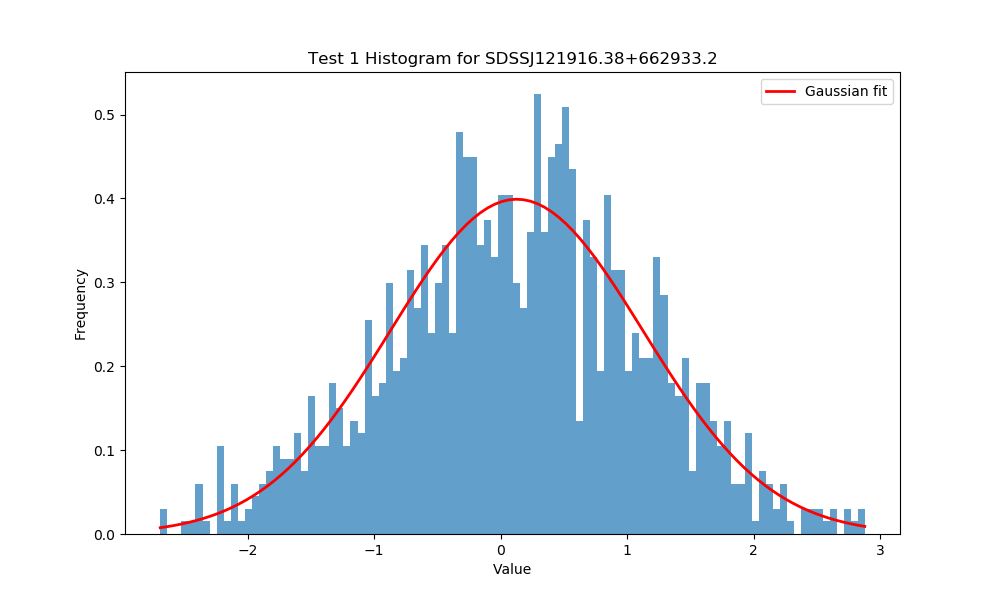 Test 1 Histogram for SDSSJ121916.38+662933.2
Gaussian fit
Frequency
0.5
0.4
0.3
0.2
0.1
0.0
−2 −1 0 1 2 3
Value